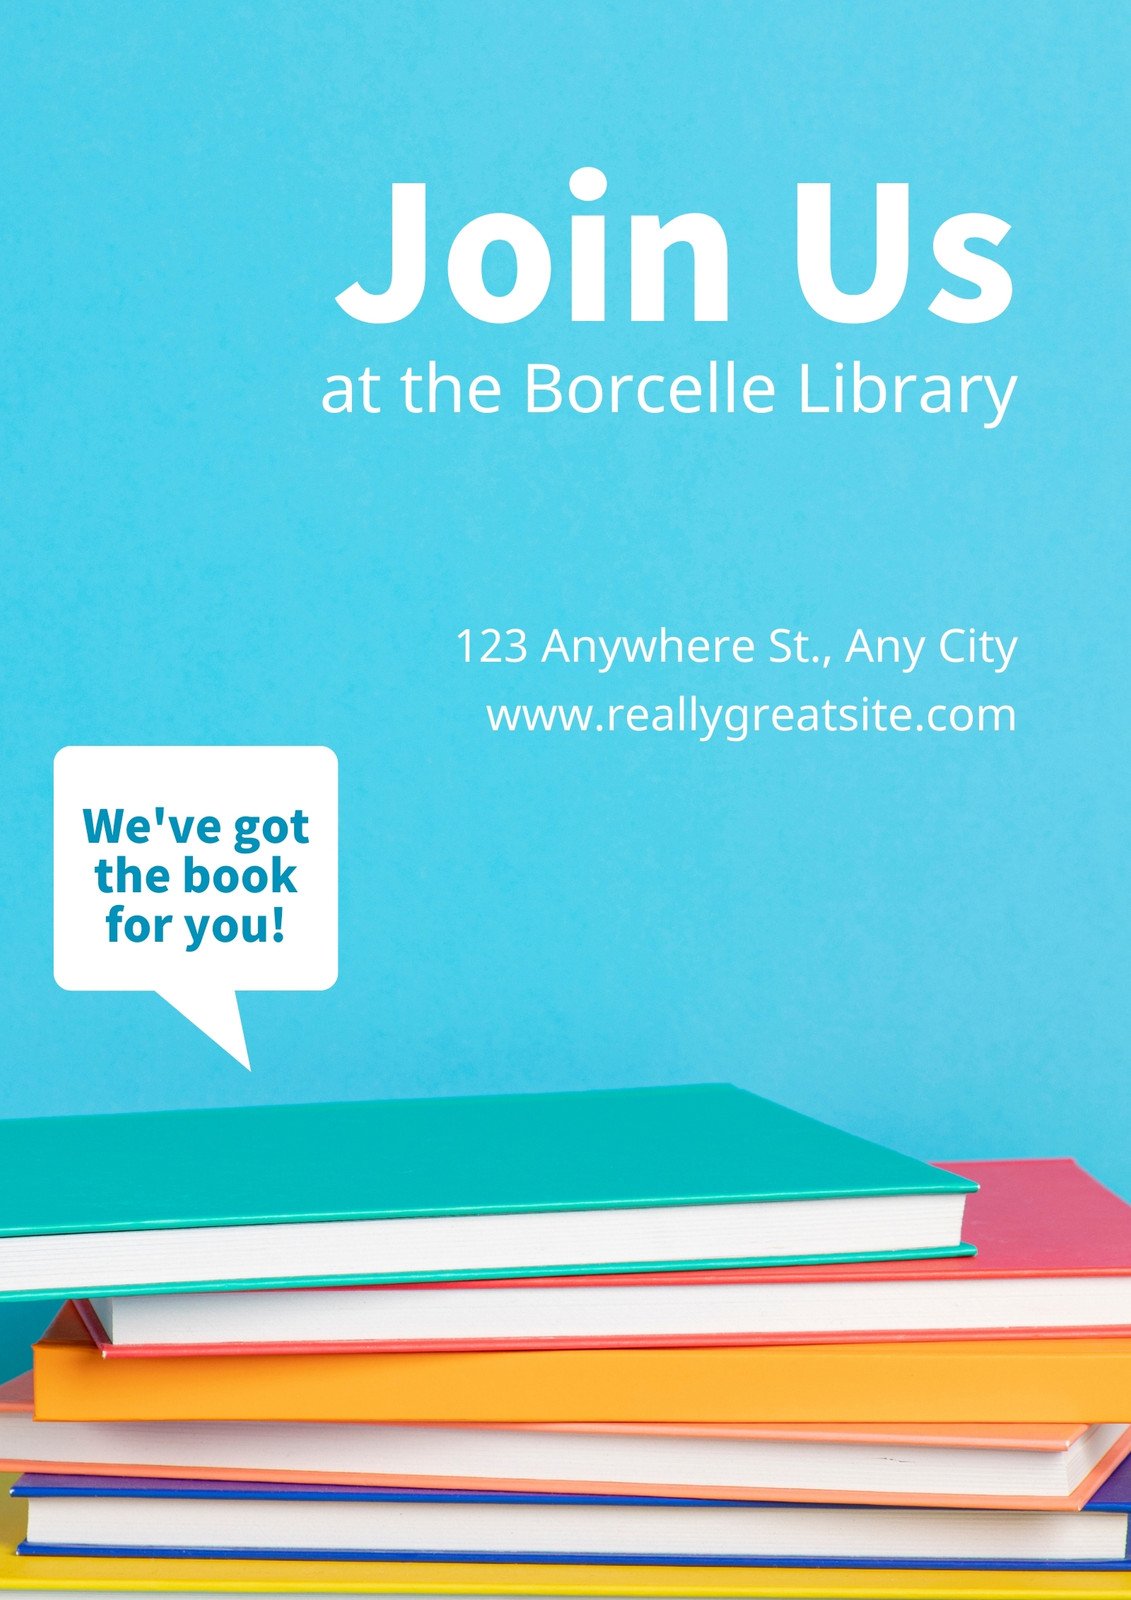 Join Us
at the Borcelle Library
123 Anywhere St., Any City
www.reallygreatsite.com
We've got
the book
for you!